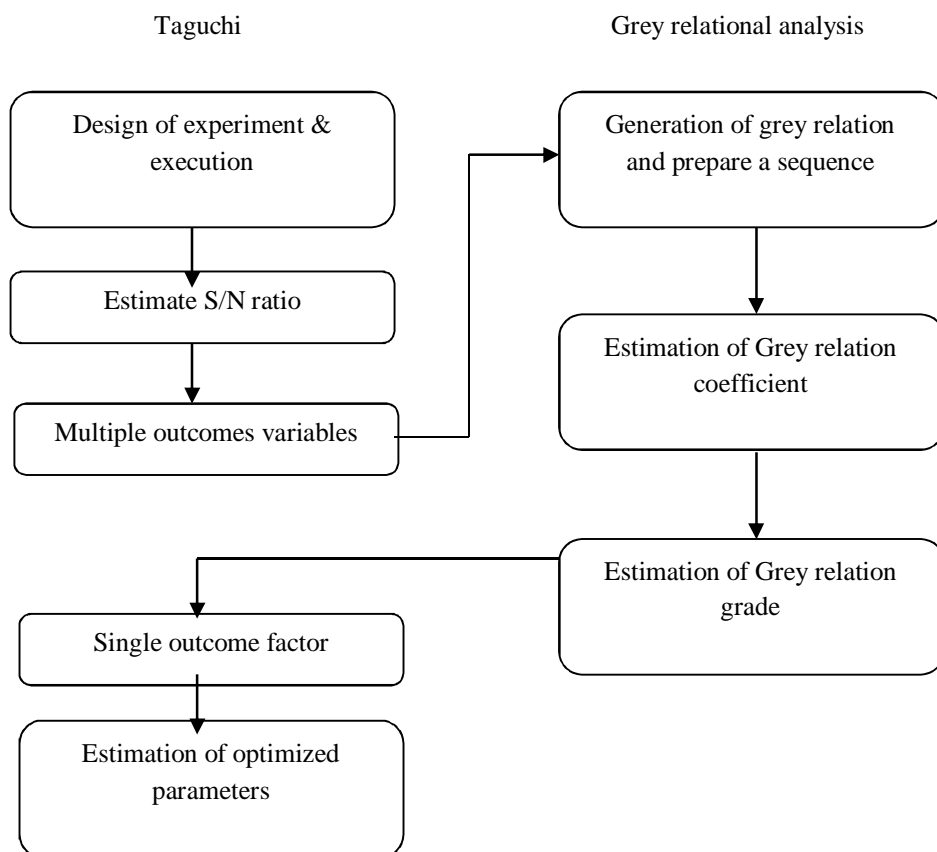 Taguchi
Grey relational analysis
Design of experiment &
execution
Estimate S/N ratio
Multiple outcomes variables
Generation of grey relation
and prepare a sequence
Estimation of Grey relation
coefficient
Estimation of Grey relation
grade
Single outcome factor
Estimation of optimized
parameters